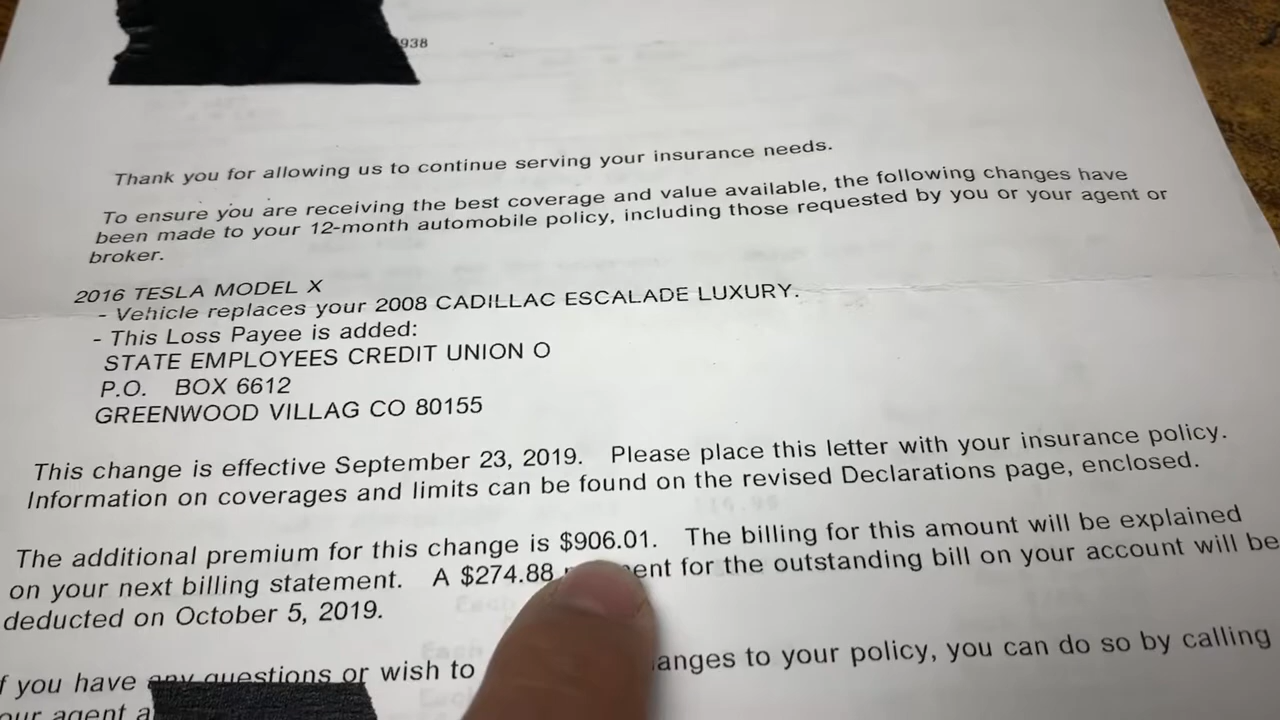 938
Thank you for allowing us to continue serving your insurance needs.
To ensure you are receiving the best coverage and value available, the following changes have
been made to your 12-month automobile policy, including those requested by you or your agent or
broker.
2016 TESLA MODEL X
- Vehicle replaces your 2008 CADILLAC ESCALADE LUXURY.
- This Loss Payee is added:
STATE EMPLOYEES CREDIT UNION O
P.O. BOX 6612
GREENWOOD VILLAG CO 80155
This change is effective September 23, 2019. Please place this letter with your insurance policy.
Information on coverages and limits can be found on the revised Declarations page, enclosed.
The additional premium for this change is $906.01. The billing for this amount will be explained
on your next billing statement. A $274.88 ent for the outstanding bill on your account will be
deducted on October 5, 2019.
f you have any questions or wish to anges to your policy, you can do so by calling
our agent a